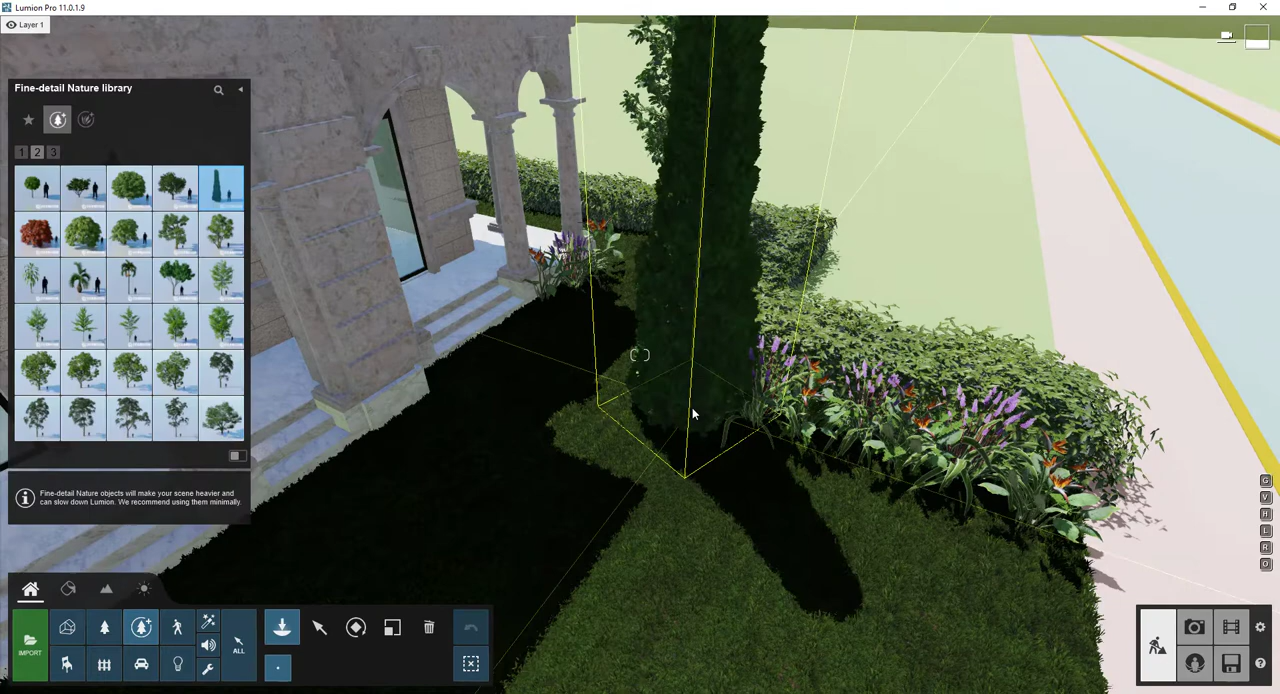 Lumion Pro 11.0.1.9
Layer 1
Fine-detail Nature library
1 2 3
Fine-detail Nature objects will make your scene heavier and
can slow down Lumion. We recommend using them minimally.
IMPORT
ALL
G
V
H
L
R
O